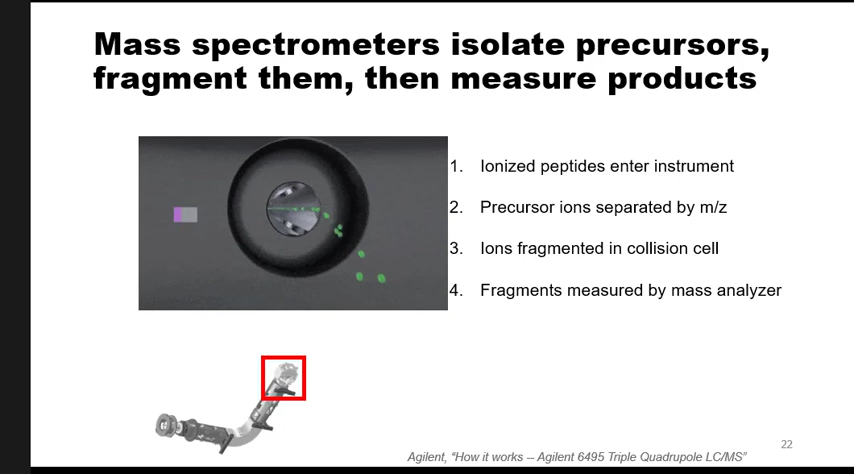 Mass spectrometers isolate precursors,
fragment them, then measure products
1. Ionized peptides enter instrument
2. Precursor ions separated by m/z
3. Ions fragmented in collision cell
4. Fragments measured by mass analyzer
22
Agilent, “How it works -- Agilent 6495 Triple Quadrupole LC/MS”